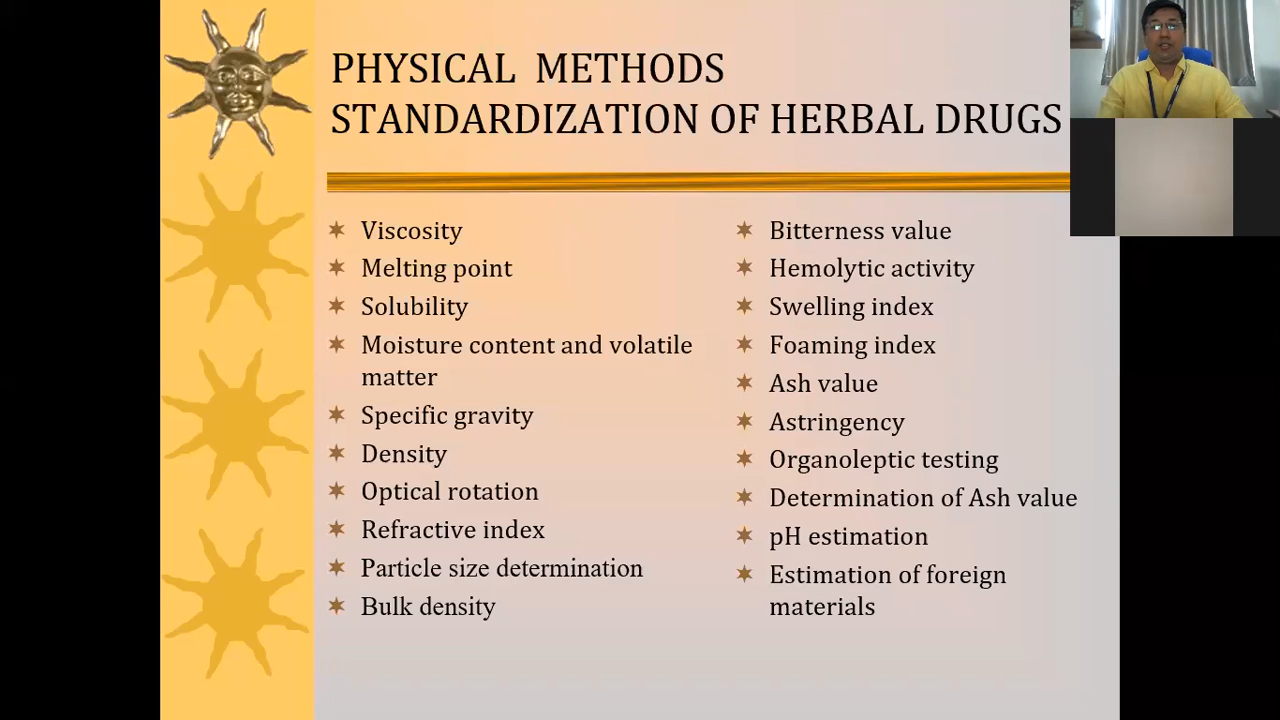 PHYSICAL METHODS
STANDARDIZATION OF HERBAL DRUGS
Viscosity
Melting point
Solubility
Moisture content and volatile
matter
Specific gravity
Density
Optical rotation
Refractive index
Particle size determination
Bulk density
Bitterness value
Hemolytic activity
Swelling index
Foaming index
Ash value
Astringency
Organoleptic testing
Determination of Ash value
pH estimation
Estimation of foreign
materials